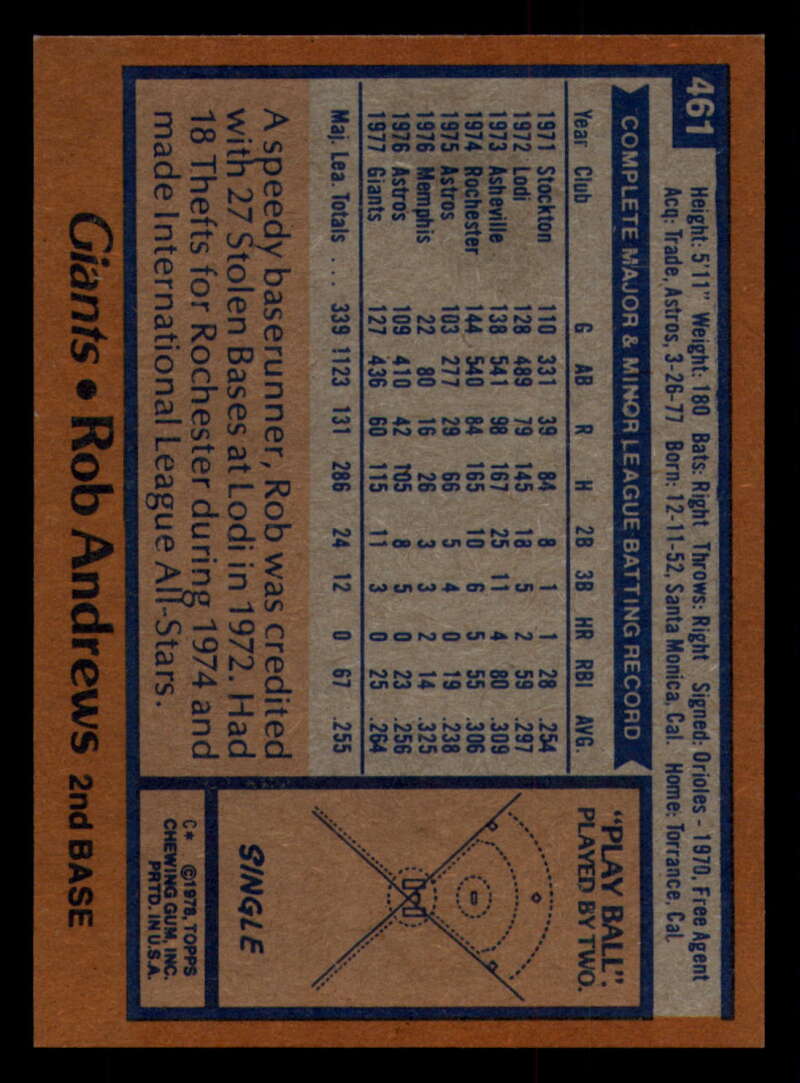 461
Height: 5'11" Weight: 180 Bats: Right Throws: Right Signed: Orioles - 1970, Free Agent
Acq: Trade, Astros, 3-26-77 Born: 12-11-52, Santa Monica, Cal. Home: Torrance, Cal.
COMPLETE MAJOR & MINOR LEAGUE BATTING RECORD
Year Club G AB R H 2B 3B HR RBI AVG.
1971 Stockton 110 331 39 84 8 1 1 28 .254
1972 Lodi 128 489 79 145 18 5 2 59 .297
1973 Asheville 138 541 98 167 25 11 4 80 .309
1974 Rochester 144 540 84 165 10 6 5 55 .306
1975 Astros 103 277 29 66 5 4 0 19 .238
1976 Memphis 22 80 16 26 3 3 2 14 .325
1976 Astros 109 410 42 105 8 5 0 23 .256
1977 Giants 127 436 60 115 11 3 0 25 .264
Maj. Lea. Totals ... 339 1123 131 286 24 12 0 67 .255
A speedy baserunner, Rob was credited
with 27 Stolen Bases at Lodi in 1972. Had
18 Thefts for Rochester during 1974 and
made International League All-Stars.
"PLAY BALL".
PLAYED BY TWO.
SINGLE
C* ©1978, TOPPS
CHEWING GUM, INC.
PRTD. IN U.S.A.
Giants • Rob Andrews 2nd BASE